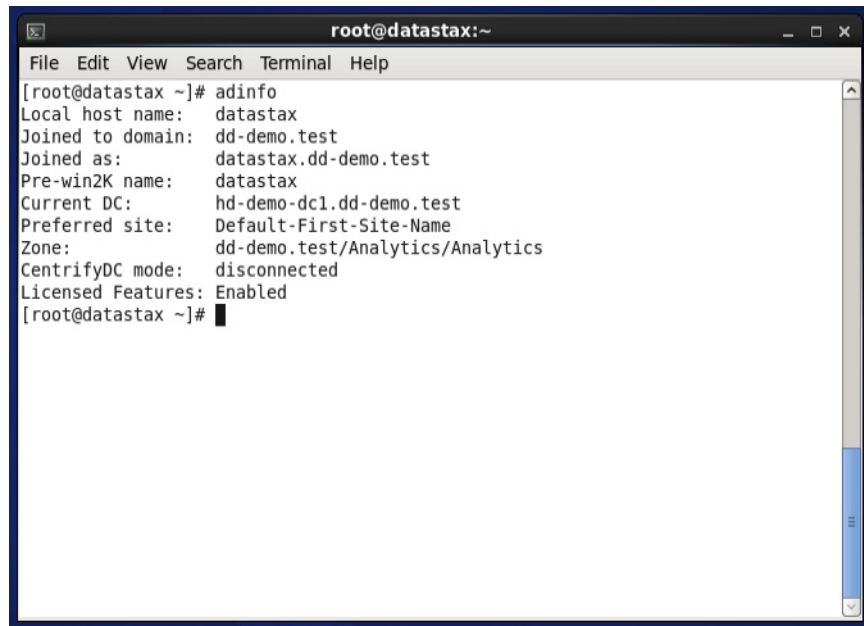 root@datastax:~
File Edit View Search Terminal Help
[root@datastax ~]# adinfo
Local host name:   datastax
Joined to domain:  dd-demo.test
Joined as:         datastax.dd-demo.test
Pre-win2K name:    datastax
Current DC:        hd-demo-dc1.dd-demo.test
Preferred site:    Default-First-Site-Name
Zone:              dd-demo.test/Analytics/Analytics
CentrifyDC mode:   disconnected
Licensed Features: Enabled
[root@datastax ~]#